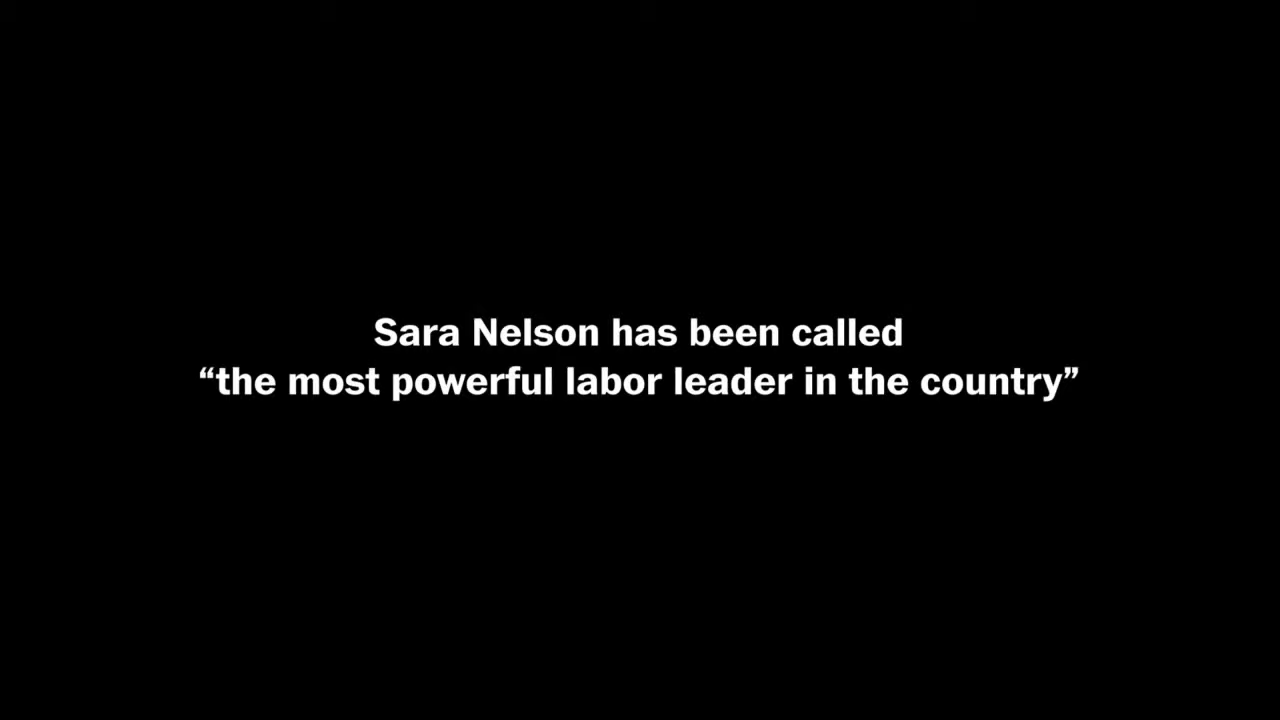 Sara Nelson has been called
“the most powerful labor leader in the country”